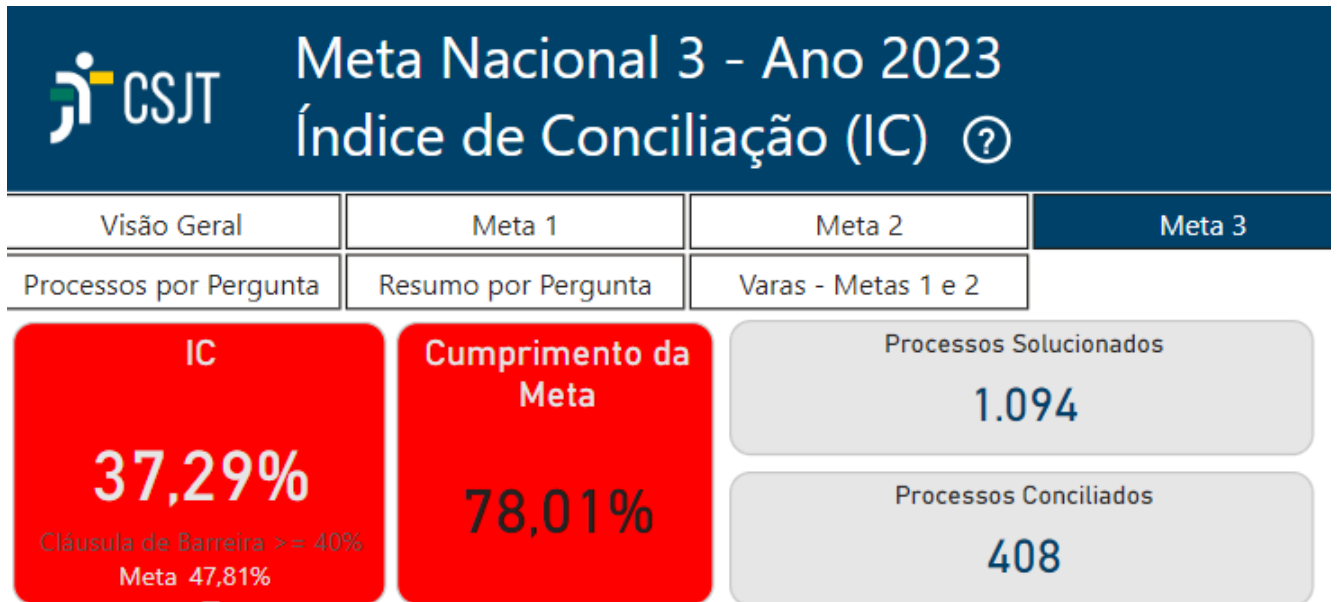 CSJT
Meta Nacional 3 - Ano 2023
Índice de Conciliação (IC) ?
Visão Geral
Meta 1
Meta 2
Meta 3
Processos por Pergunta
Resumo por Pergunta
Varas - Metas 1 e 2
IC
37,29%
Cláusula de Barreira >= 40%
Meta 47,81%
Cumprimento da
Meta
78,01%
Processos Solucionados
1.094
Processos Conciliados
408